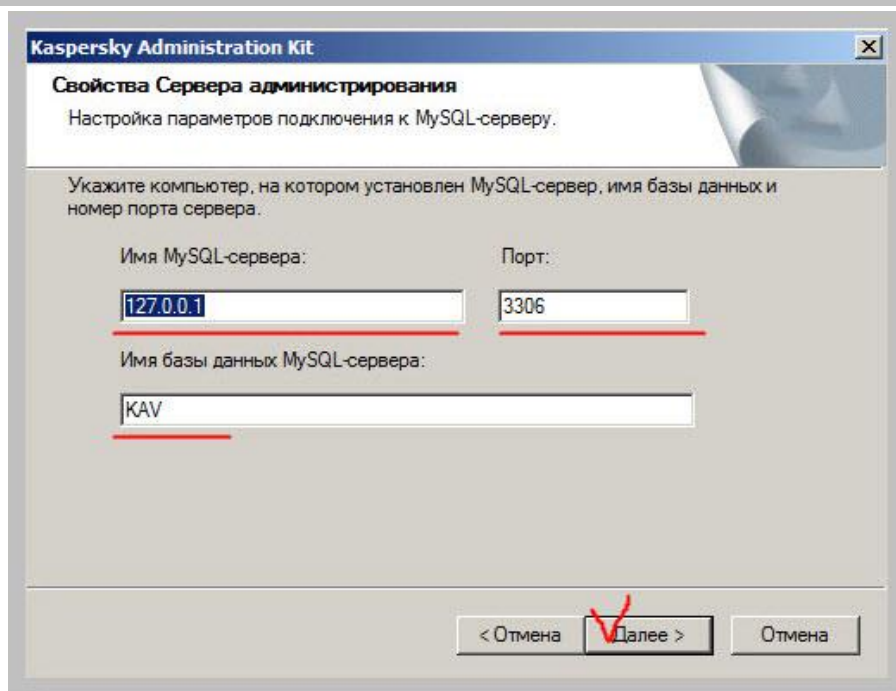 Kaspersky Administration Kit
Свойства Сервера администрирования
Настройка параметров подключения к MySQL-серверу.
Укажите компьютер, на котором установлен MySQL-сервер, имя базы данных и
номер порта сервера.
Имя MySQL-сервера: Порт:
127.0.0.1 3306
Имя базы данных MySQL-сервера:
KAV
< Отмена Далее > Отмена